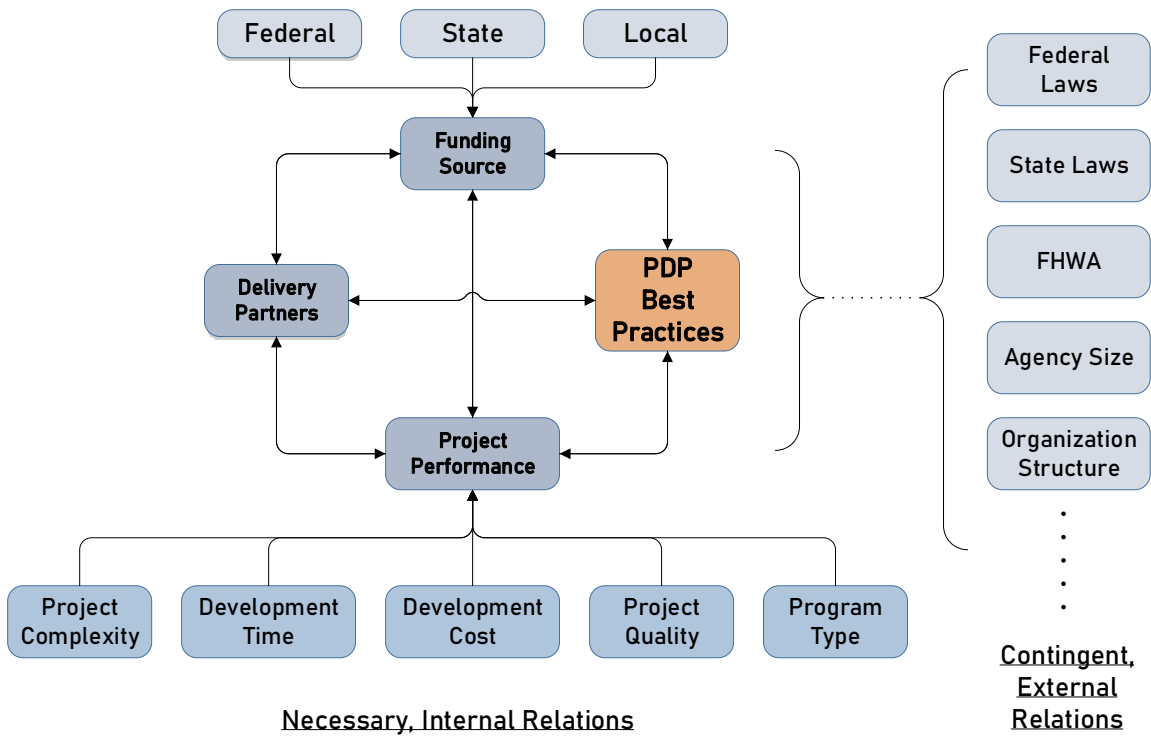 Federal
State
Local
Funding
Source
Delivery
Partners
PDP
Best
Practices
Project
Performance
Project
Complexity
Development
Time
Development
Cost
Project
Quality
Program
Type
Necessary, Internal Relations
Federal
Laws
State Laws
FHWA
Agency Size
Organization
Structure
Contingent,
External
Relations